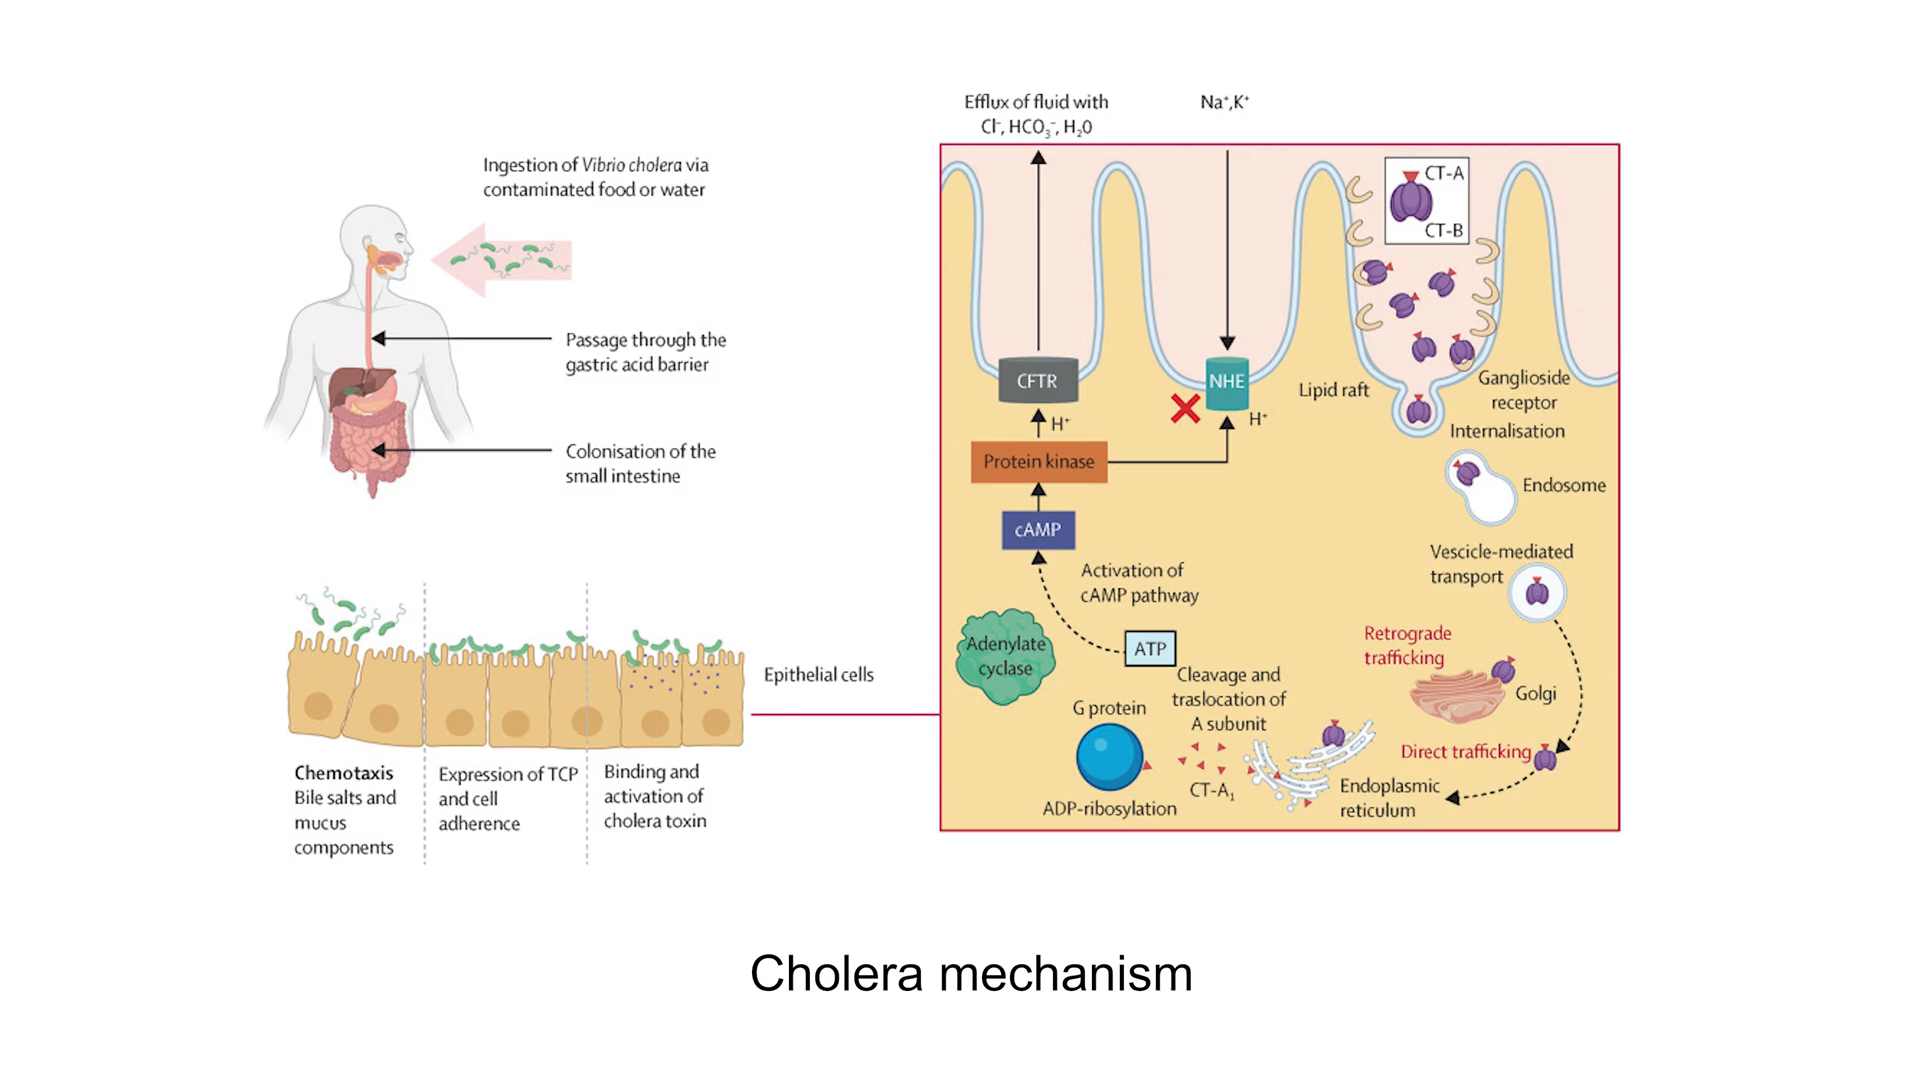 Ingestion of Vibrio cholera via
contaminated food or water
Passage through the
gastric acid barrier
Colonisation of the
small intestine
Epithelial cells
Chemotaxis
Bile salts and
mucus
components
Expression of TCP
and cell
adherence
Binding and
activation of
cholera toxin
Efflux of fluid with
Cl⁻, HCO₃⁻, H₂0
Na⁺,K⁺
CT-A
CT-B
CFTR
NHE
H⁺
H⁺
Protein kinase
cAMP
Activation of
cAMP pathway
Adenylate
cyclase
ATP
Lipid raft
Ganglioside
receptor
Internalisation
Endosome
Vescicle-mediated
transport
Retrograde
trafficking
Golgi
Direct trafficking
Endoplasmic
reticulum
Cleavage and
traslocation of
A subunit
CT-A₁
G protein
ADP-ribosylation
Cholera mechanism